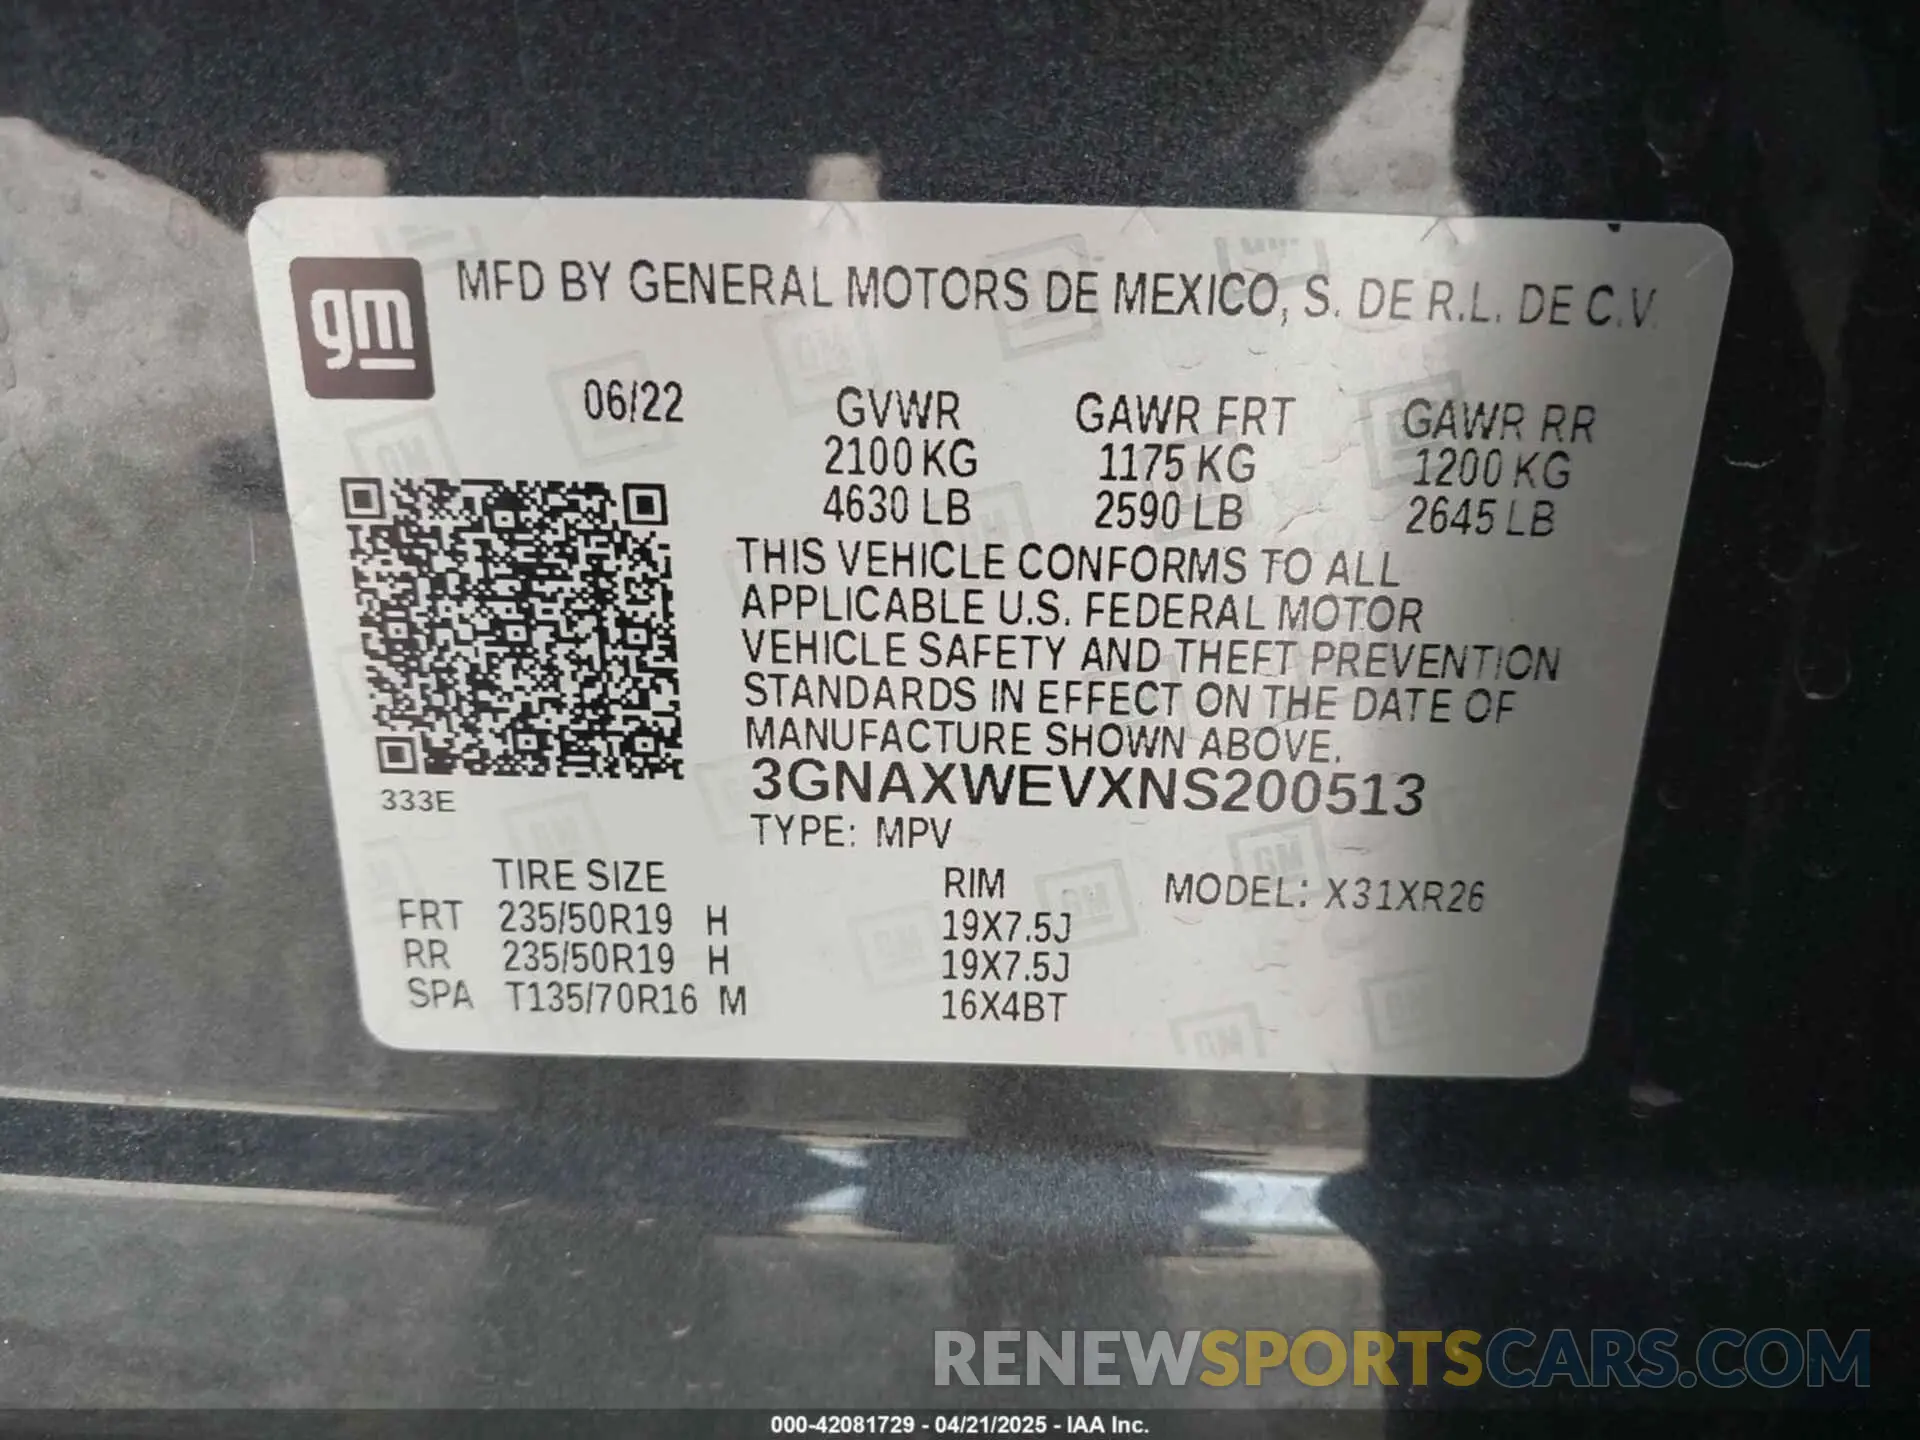 gm
MFD BY GENERAL MOTORS DE MEXICO, S. DE R.L. DE C.V.
06/22 GVWR GAWR FRT GAWR RR
2100 KG 1175 KG 1200 KG
4630 LB 2590 LB 2645 LB
THIS VEHICLE CONFORMS TO ALL
APPLICABLE U.S. FEDERAL MOTOR
VEHICLE SAFETY AND THEFT PREVENTION
STANDARDS IN EFFECT ON THE DATE OF
MANUFACTURE SHOWN ABOVE.
3GNAXWEVXNS200513
333E
TYPE: MPV
TIRE SIZE RIM MODEL: X31XR26
FRT 235/50R19 H 19X7.5J
RR 235/50R19 H 19X7.5J
SPA T135/70R16 M 16X4BT
RENEWSPORTSCARS.COM
000-42081729 - 04/21/2025 - IAA Inc.